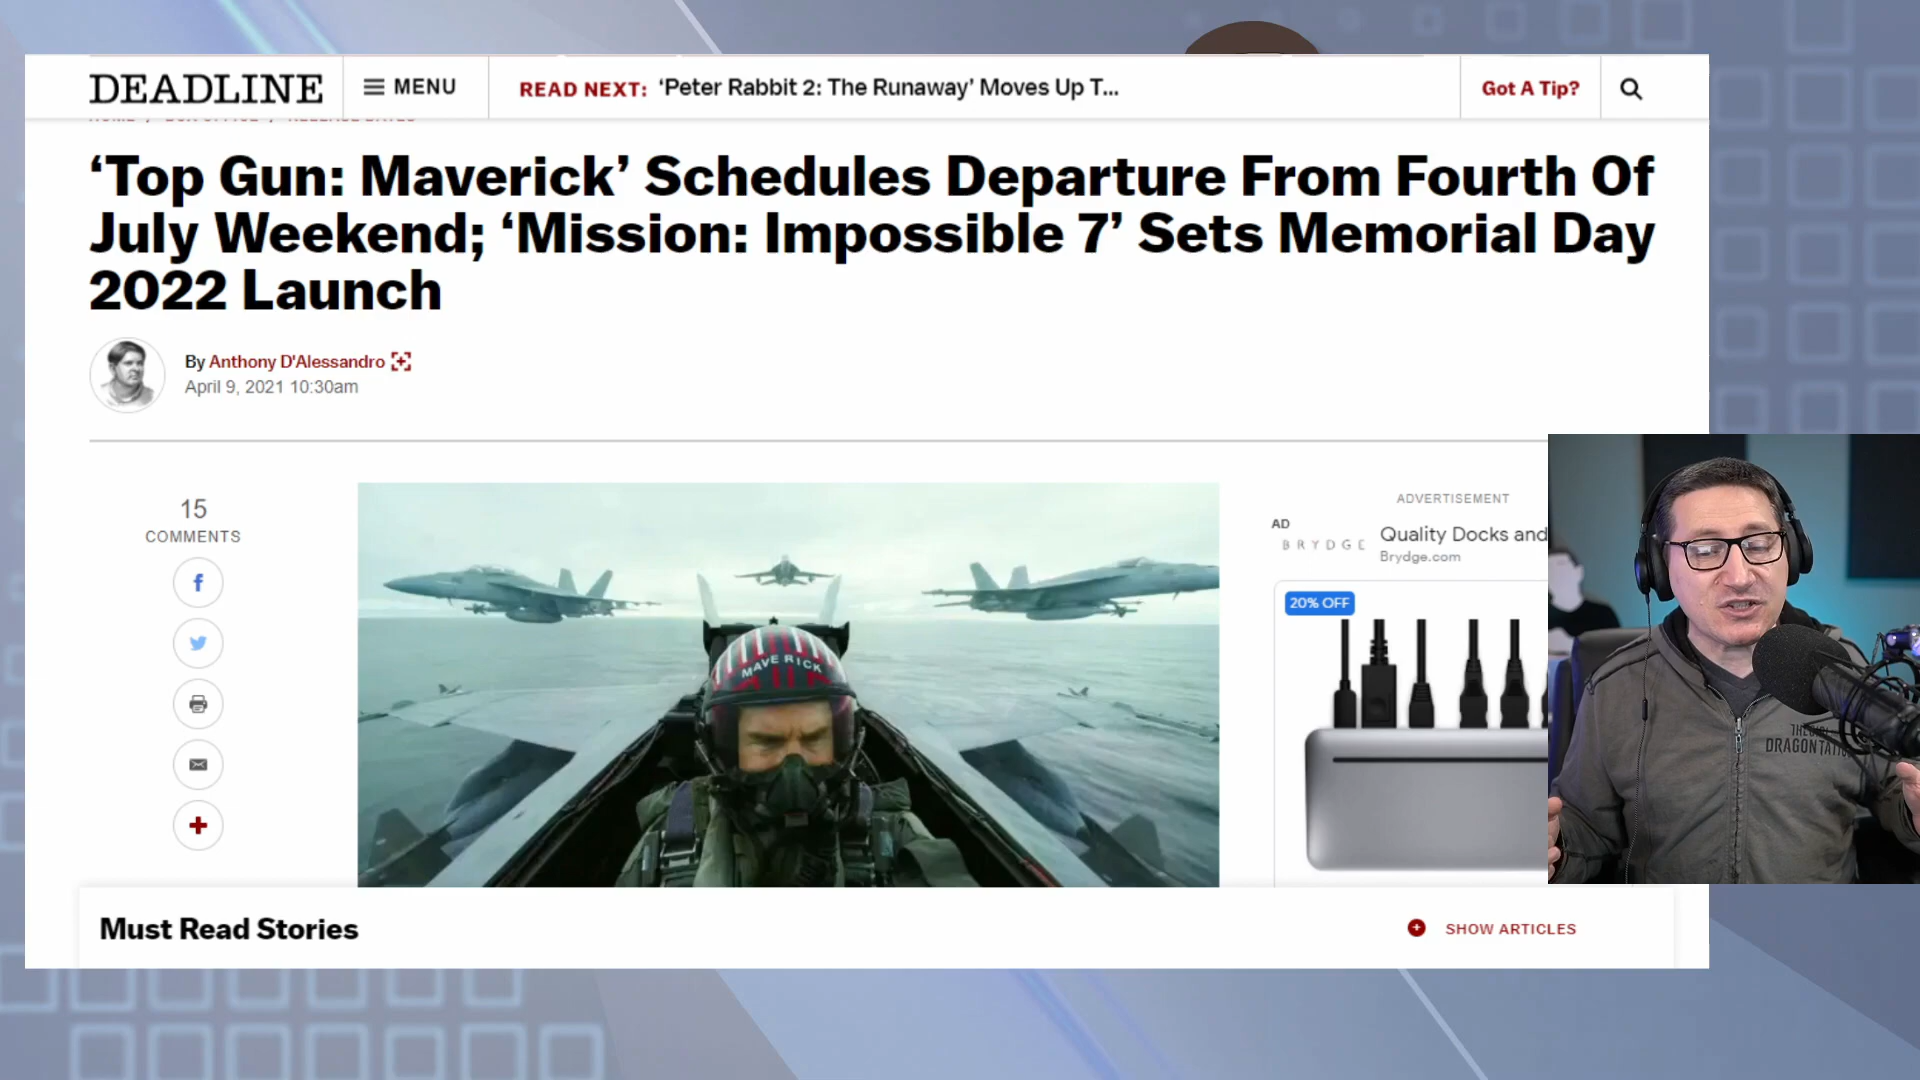 DEADLINE
MENU
READ NEXT: ‘Peter Rabbit 2: The Runaway’ Moves Up T...
Got A Tip?
‘Top Gun: Maverick’ Schedules Departure From Fourth Of
July Weekend; ‘Mission: Impossible 7’ Sets Memorial Day
2022 Launch
By Anthony D'Alessandro
April 9, 2021 10:30am
15
COMMENTS
MAVERICK
ADVERTISEMENT
AD
BRYDGE
Quality Docks and
Brydge.com
20% OFF
Must Read Stories
SHOW ARTICLES